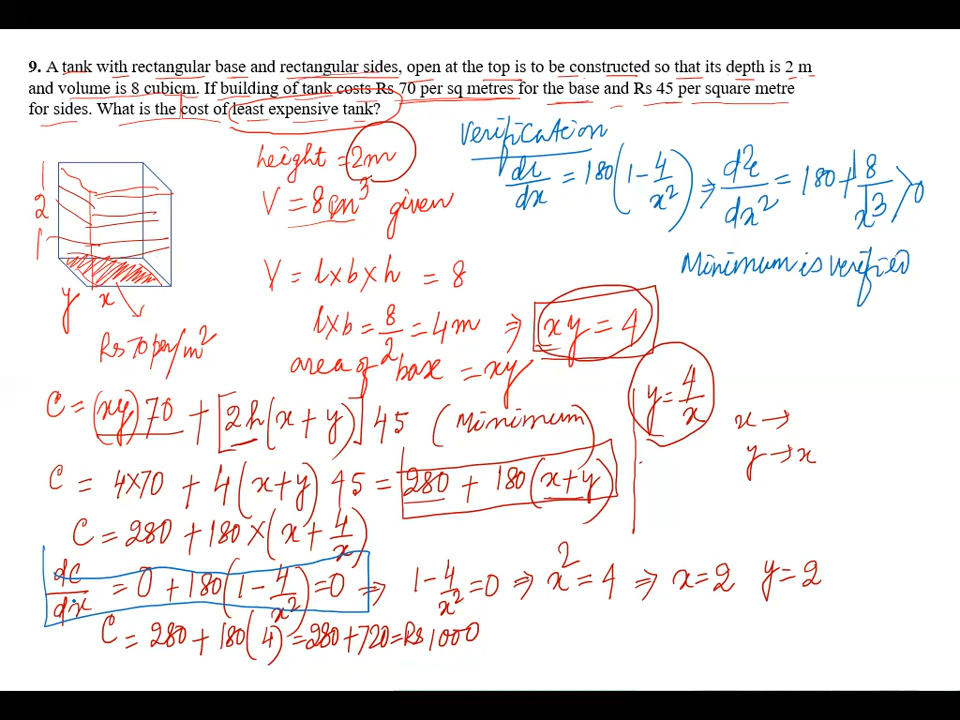 9. A tank with rectangular base and rectangular sides, open at the top is to be constructed so that its depth is 2 m
and volume is 8 cubicm. If building of tank costs Rs 70 per sq metres for the base and Rs 45 per square metre
for sides. What is the cost of least expensive tank?
height = 2m
V = 8m³ given
V = l×b×h = 8
l×b = 8/2 = 4m ⇒ xy = 4
area of base = xy
1
2
1
y x
Rs 70 per/m²
Verification
dc/dx = 180(1 - 4/x²) ⇒ d²c/dx² = 180 + 8/x³ > 0
Minimum is verified
y = 4/x
x →
y → x
C = (xy)70 + [2h(x+y)]45 (Minimum)
C = 4×70 + 4(x+y)45 = 280 + 180(x+y)
C = 280 + 180×(x + 4/x)
dc/dx = 0 + 180(1 - 4/x²) = 0 ⇒ 1 - 4/x² = 0 ⇒ x² = 4 ⇒ x = 2 y = 2
C = 280 + 180(4) = 280 + 720 = Rs 1000